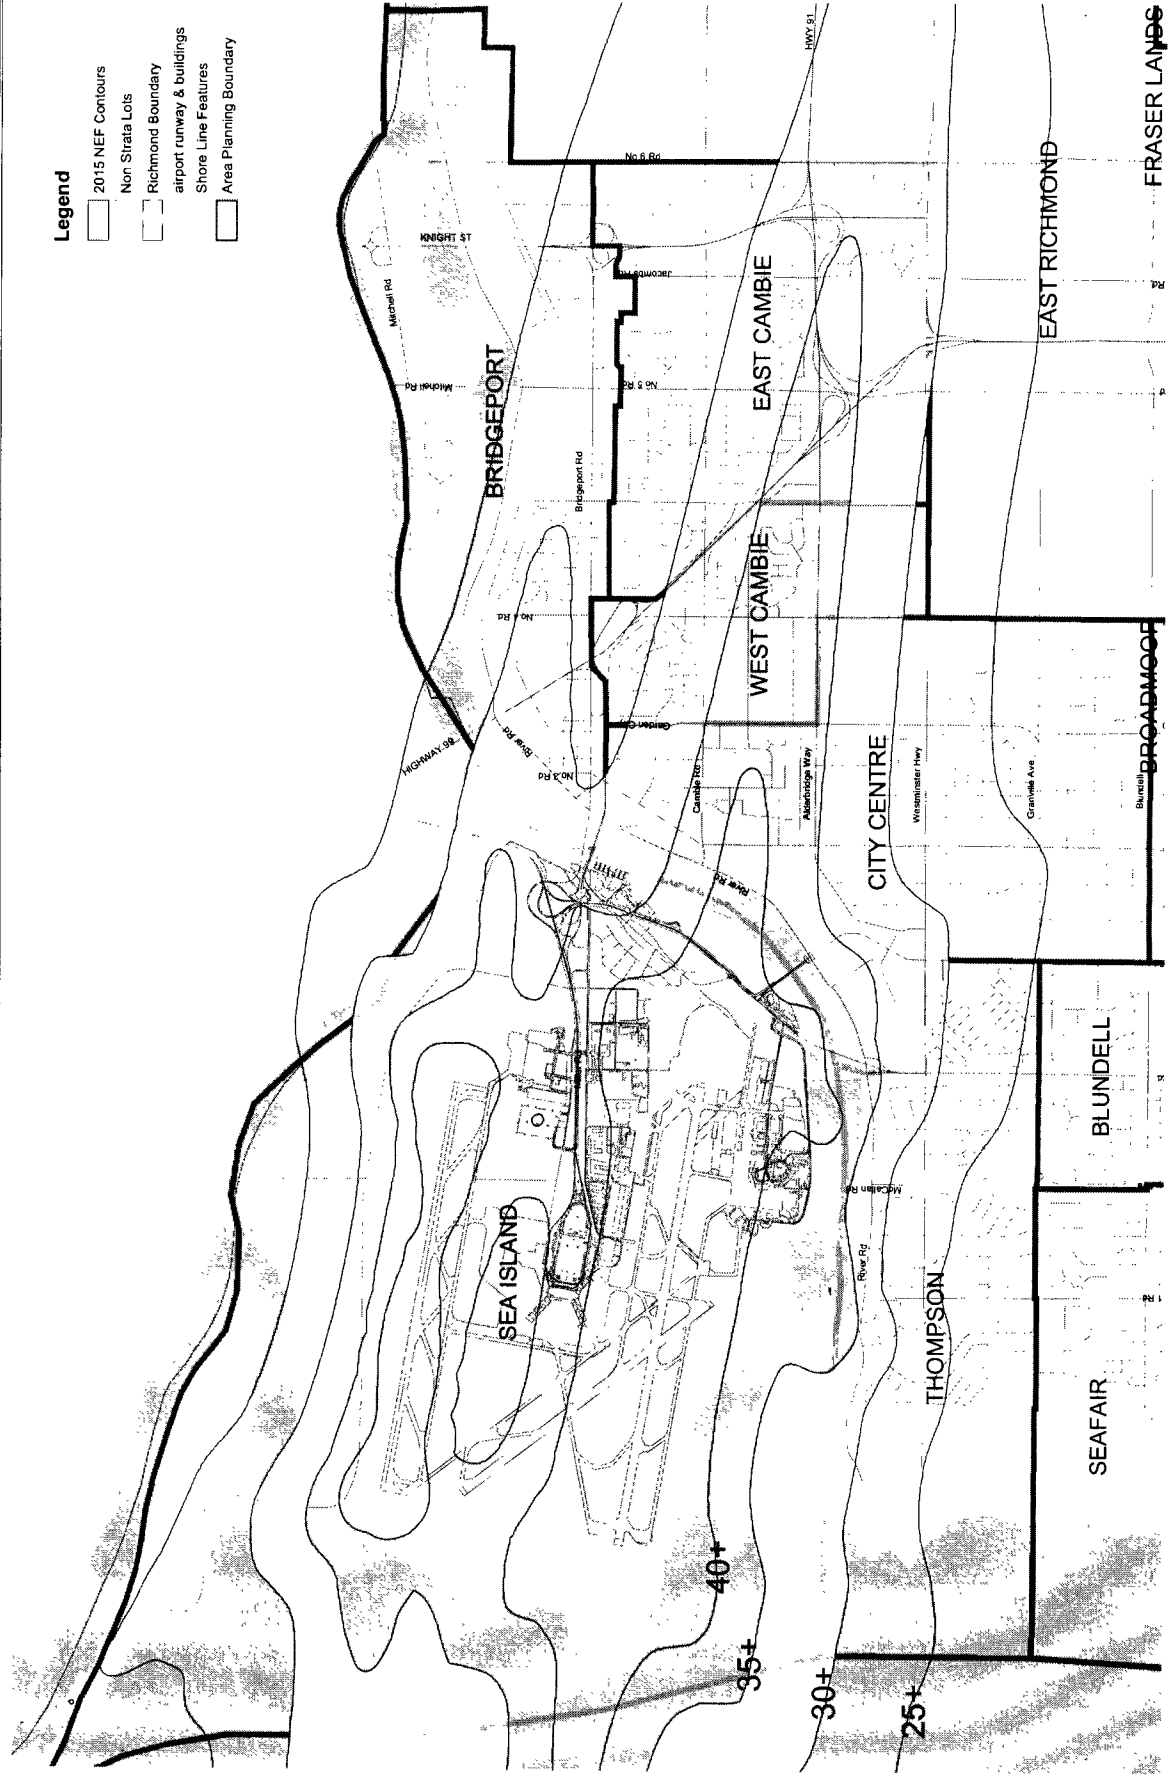 Legend
2015 NEF Contours
Non Strata Lots
Richmond Boundary
airport runway & buildings
Shore Line Features
Area Planning Boundary
SEA ISLAND
BRIDGEPORT
WEST CAMBIE
EAST CAMBIE
CITY CENTRE
THOMPSON
SEAFAIR
BLUNDELL
BROADMOOR
EAST RICHMOND
FRASER LANDS
40+
35+
30+
25+
HIGHWAY 99
River Rd
No 3 Rd
No 4 Rd
Bridgeport Rd
Mitchell Rd
Mitchell Rd
KNIGHT ST
No 6 Rd
No 5 Rd
Jacombs Rd
HWY 91
Garden City
Cambie Rd
Alderbridge Way
River Rd
Westminster Hwy
Granville Ave
Blundell
McCallan Rd
River Rd
1 Rd
Rd